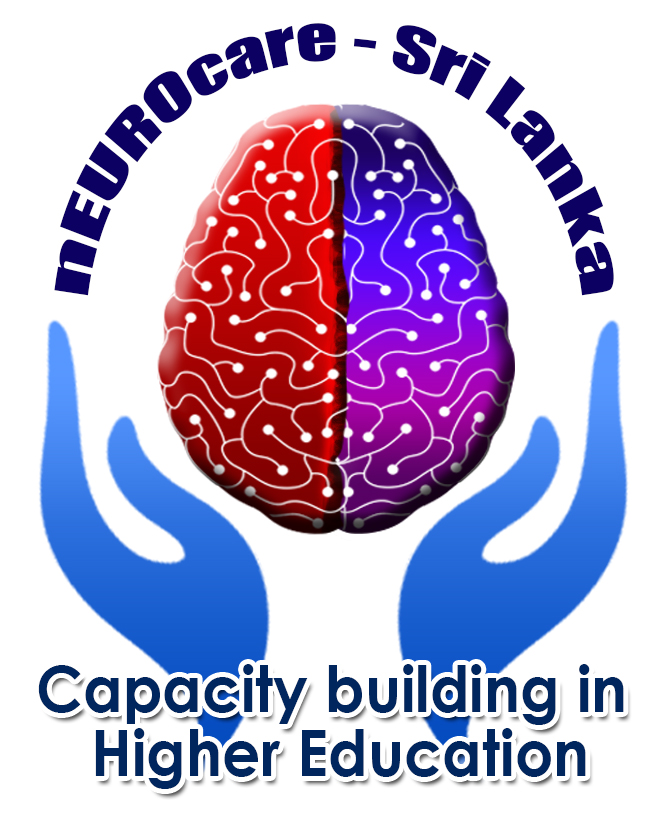 nEUROcare - Sri Lanka
Capacity building in
Higher Education